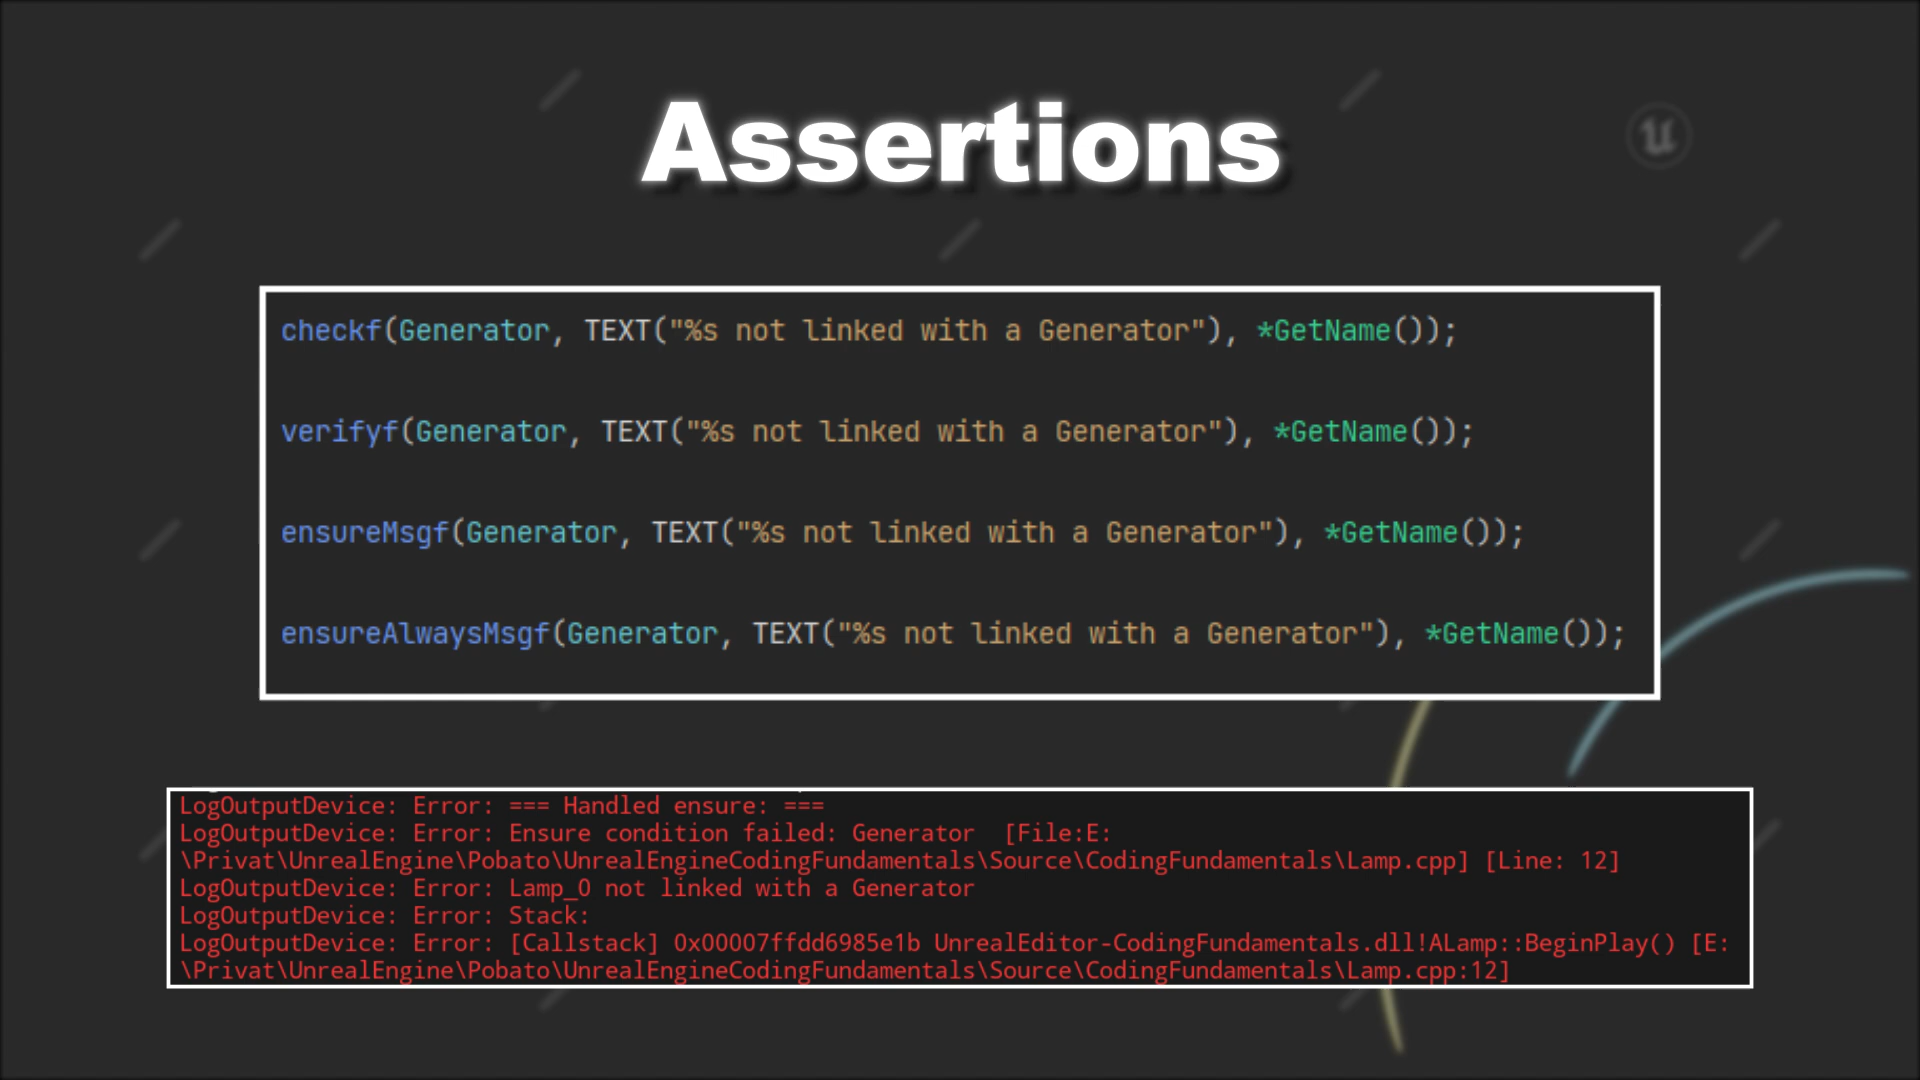 Assertions
checkf(Generator, TEXT("%s not linked with a Generator"), *GetName());
verifyf(Generator, TEXT("%s not linked with a Generator"), *GetName());
ensureMsgf(Generator, TEXT("%s not linked with a Generator"), *GetName());
ensureAlwaysMsgf(Generator, TEXT("%s not linked with a Generator"), *GetName());
LogOutputDevice: Error: === Handled ensure: ===
LogOutputDevice: Error: Ensure condition failed: Generator  [File:E:
\Privat\UnrealEngine\Pobato\UnrealEngineCodingFundamentals\Source\CodingFundamentals\Lamp.cpp] [Line: 12]
LogOutputDevice: Error: Lamp_0 not linked with a Generator
LogOutputDevice: Error: Stack:
LogOutputDevice: Error: [Callstack] 0x00007ffdd6985e1b UnrealEditor-CodingFundamentals.dll!ALamp::BeginPlay() [E:
\Privat\UnrealEngine\Pobato\UnrealEngineCodingFundamentals\Source\CodingFundamentals\Lamp.cpp:12]